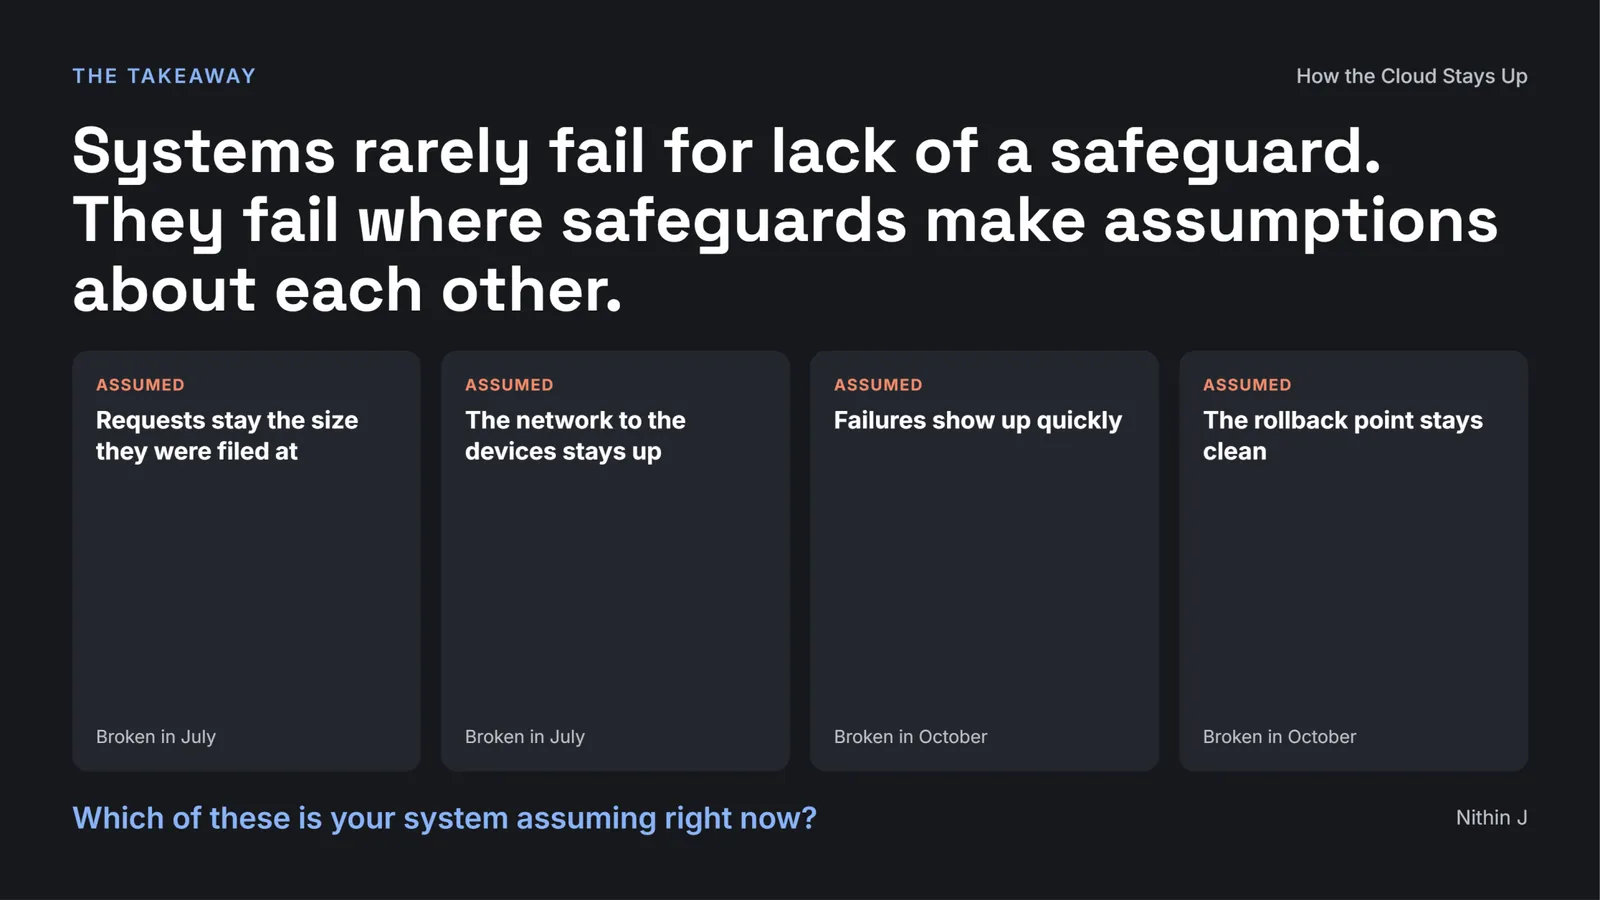 THE TAKEAWAY
How the Cloud Stays Up
Systems rarely fail for lack of a safeguard.
They fail where safeguards make assumptions
about each other.
ASSUMED
Requests stay the size
they were filed at
Broken in July
ASSUMED
The network to the
devices stays up
Broken in July
ASSUMED
Failures show up quickly
Broken in October
ASSUMED
The rollback point stays
clean
Broken in October
Which of these is your system assuming right now?
Nithin J